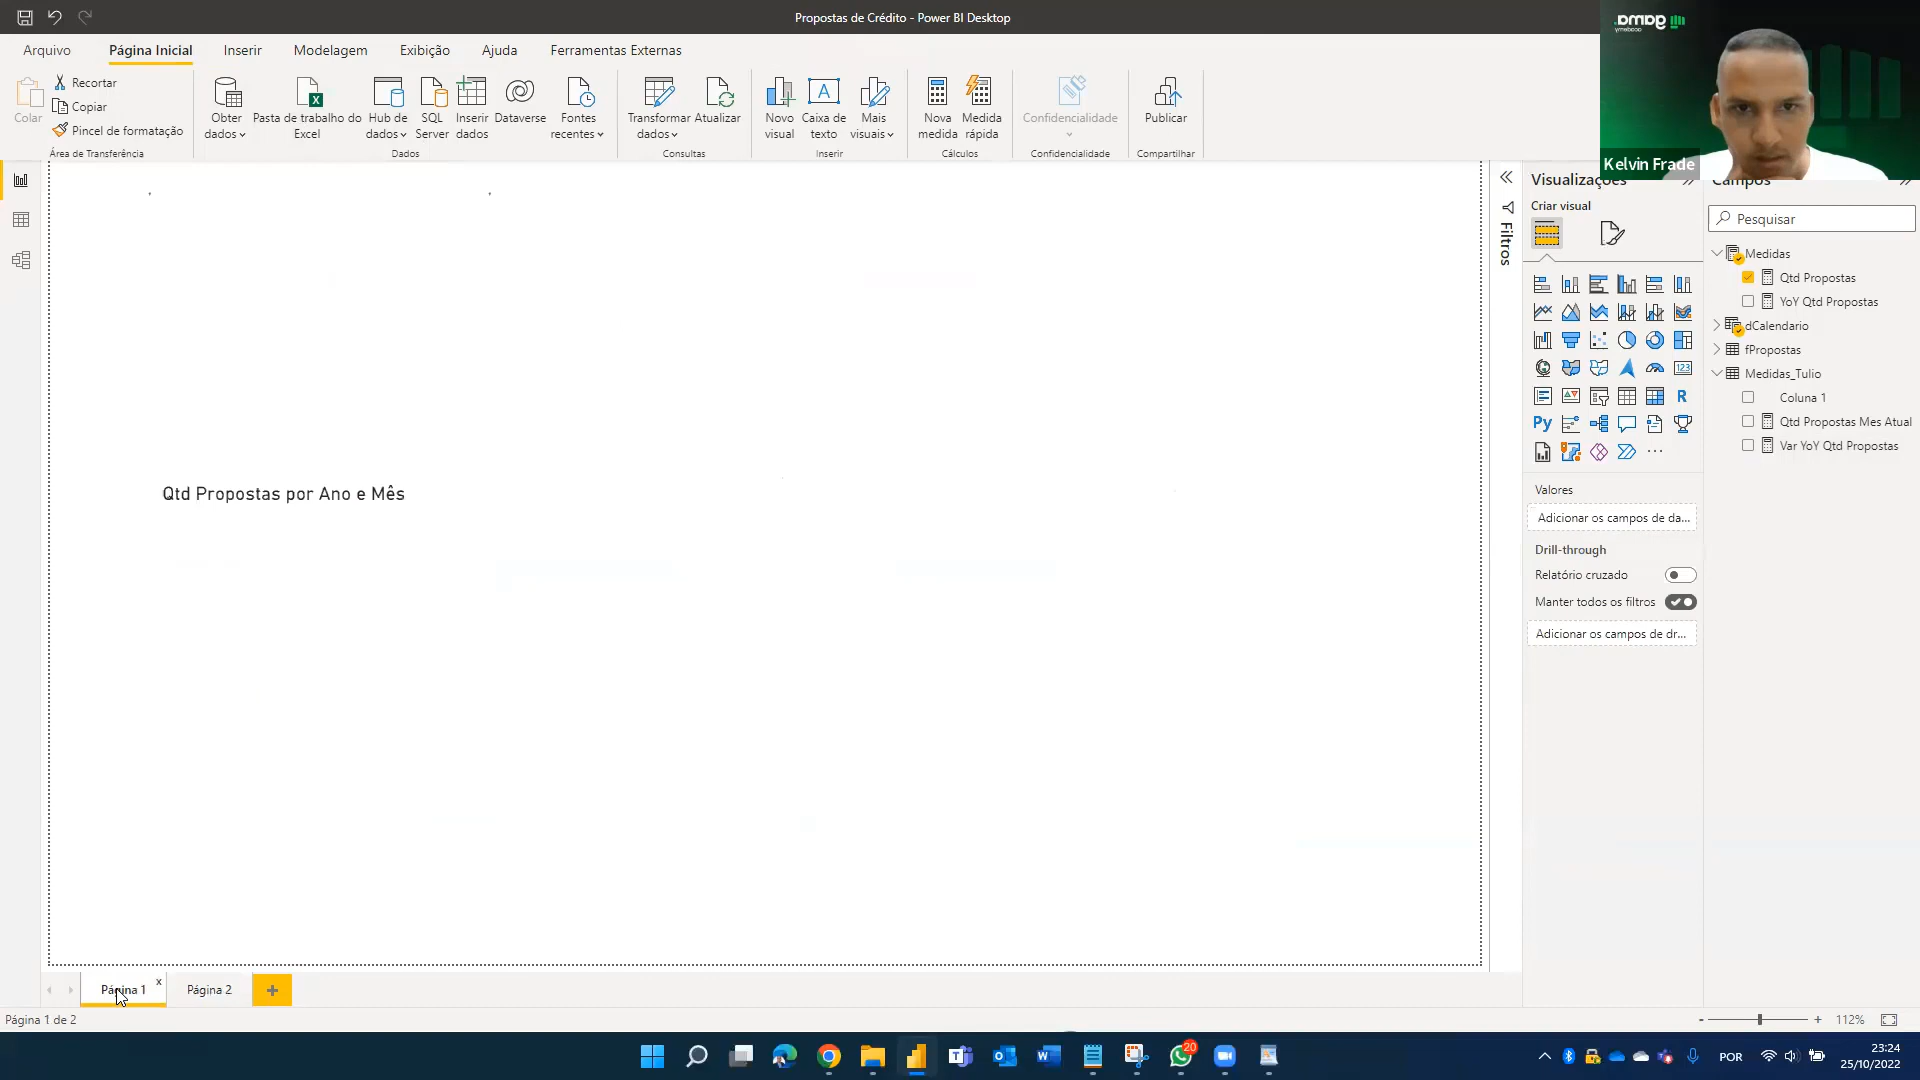 Propostas de Crédito - Power BI Desktop
Arquivo
Página Inicial
Inserir
Modelagem
Exibição
Ajuda
Ferramentas Externas
Colar
Recortar
Copiar
Pincel de formatação
Área de Transferência
Obter dados
Pasta de trabalho do Excel
Hub de dados
SQL Server
Inserir dados
Dataverse
Fontes recentes
Dados
Transformar dados
Atualizar
Consultas
Novo visual
Caixa de texto
Mais visuais
Inserir
Nova medida
Medida rápida
Cálculos
Confidencialidade
Confidencialidade
Publicar
Compartilhar
Kelvin Frade
Filtros
Visualizações
Criar visual
R
Py
123
Valores
Adicionar os campos de da...
Drill-through
Relatório cruzado
Manter todos os filtros
Adicionar os campos de dr...
Campos
Pesquisar
Medidas
Qtd Propostas
YoY Qtd Propostas
dCalendario
fPropostas
Medidas_Tulio
Coluna 1
Qtd Propostas Mes Atual
Var YoY Qtd Propostas
Qtd Propostas por Ano e Mês
Página 1
Página 2
Página 1 de 2
112%
20
POR
23:24
25/10/2022